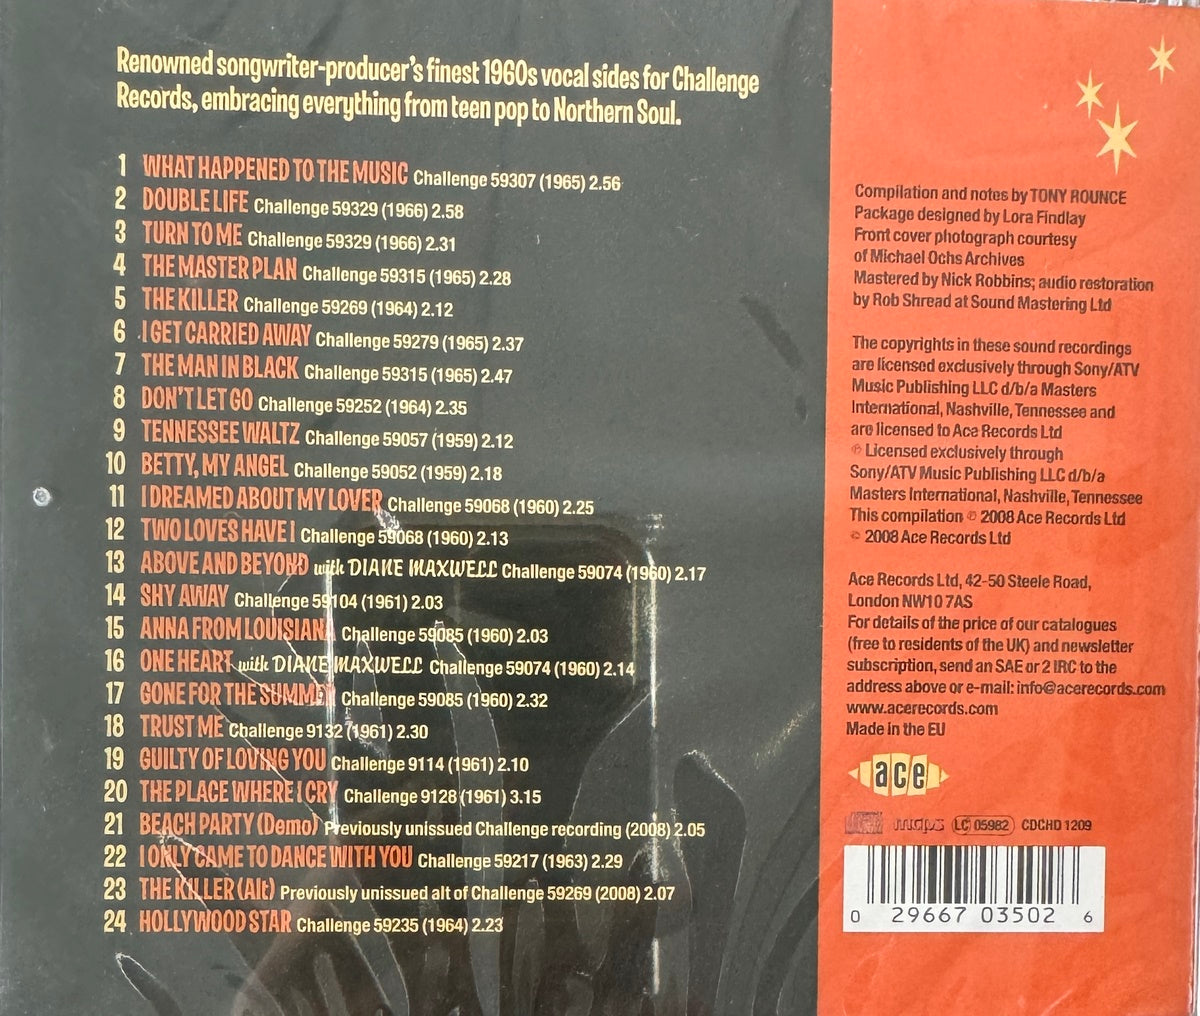 Renowned songwriter-producer's finest 1960s vocal sides for Challenge
Records, embracing everything from teen pop to Northern Soul.
1 WHAT HAPPENED TO THE MUSIC Challenge 59307 (1965) 2.56
2 DOUBLE LIFE Challenge 59329 (1966) 2.58
3 TURN TO ME Challenge 59329 (1966) 2.31
4 THE MASTER PLAN Challenge 59315 (1965) 2.28
5 THE KILLER Challenge 59269 (1964) 2.12
6 I GET CARRIED AWAY Challenge 59279 (1965) 2.37
7 THE MAN IN BLACK Challenge 59315 (1965) 2.47
8 DON'T LET GO Challenge 59252 (1964) 2.35
9 TENNESSEE WALTZ Challenge 59057 (1959) 2.12
10 BETTY, MY ANGEL Challenge 59052 (1959) 2.18
11 I DREAMED ABOUT MY LOVER Challenge 59068 (1960) 2.25
12 TWO LOVES HAVE I Challenge 59068 (1960) 2.13
13 ABOVE AND BEYOND with DIANE MAXWELL Challenge 59074 (1960) 2.17
14 SHY AWAY Challenge 59104 (1961) 2.03
15 ANNA FROM LOUISIANA Challenge 59085 (1960) 2.03
16 ONE HEART with DIANE MAXWELL Challenge 59074 (1960) 2.14
17 GONE FOR THE SUMMER Challenge 59085 (1960) 2.32
18 TRUST ME Challenge 9132 (1961) 2.30
19 GUILTY OF LOVING YOU Challenge 9114 (1961) 2.10
20 THE PLACE WHERE I CRY Challenge 9128 (1961) 3.15
21 BEACH PARTY (Demo) Previously unissued Challenge recording (2008) 2.05
22 I ONLY CAME TO DANCE WITH YOU Challenge 59217 (1963) 2.29
23 THE KILLER (Alt) Previously unissued alt of Challenge 59269 (2008) 2.07
24 HOLLYWOOD STAR Challenge 59235 (1964) 2.23
Compilation and notes by TONY ROUNCE
Package designed by Lora Findlay
Front cover photograph courtesy
of Michael Ochs Archives
Mastered by Nick Robbins; audio restoration
by Rob Shread at Sound Mastering Ltd
The copyrights in these sound recordings
are licensed exclusively through Sony/ATV
Music Publishing LLC d/b/a Masters
International, Nashville, Tennessee and
are licensed to Ace Records Ltd
℗ Licensed exclusively through
Sony/ATV Music Publishing LLC d/b/a
Masters International, Nashville, Tennessee
This compilation ℗ 2008 Ace Records Ltd
© 2008 Ace Records Ltd
Ace Records Ltd, 42-50 Steele Road,
London NW10 7AS
For details of the price of our catalogues
(free to residents of the UK) and newsletter
subscription, send an SAE or 2 IRC to the
address above or e-mail: info@acerecords.com
www.acerecords.com
Made in the EU
ace
mcps LC 05982 CDCHD 1209
0 29667 03502 6